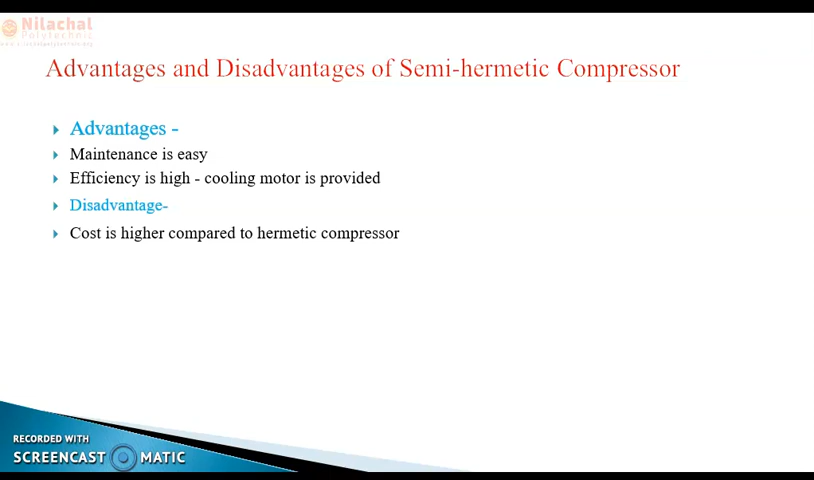 Nilachal
Polytechnic
Advantages and Disadvantages of Semi-hermetic Compressor
Advantages -
Maintenance is easy
Efficiency is high - cooling motor is provided
Disadvantage-
Cost is higher compared to hermetic compressor
RECORDED WITH
SCREENCAST MATIC